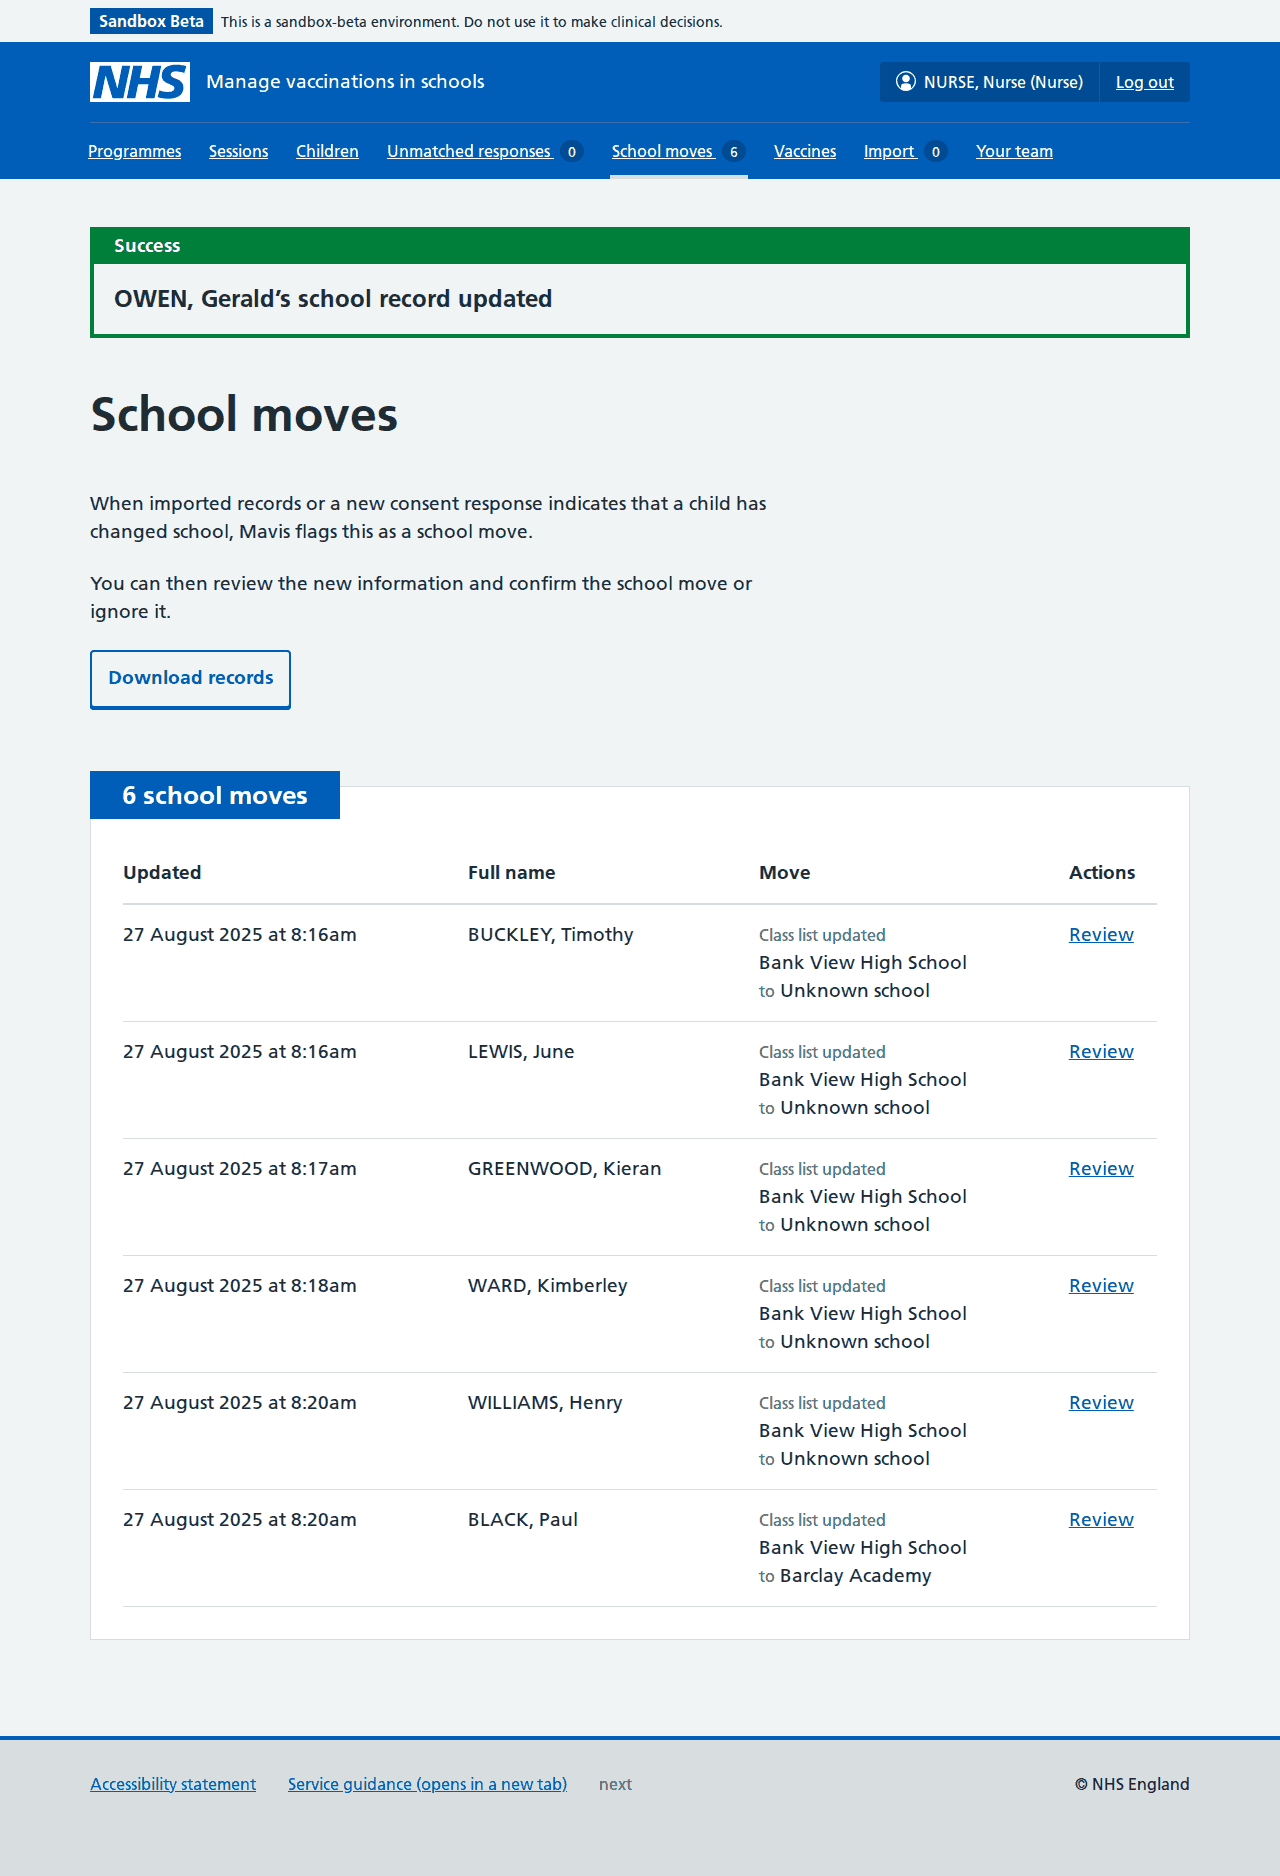 Sandbox Beta This is a sandbox-beta environment. Do not use it to make clinical decisions.
NHS Manage vaccinations in schools NURSE, Nurse (Nurse) Log out
Programmes Sessions Children Unmatched responses 0 School moves 6 Vaccines Import 0 Your team
Success
OWEN, Gerald’s school record updated
School moves
When imported records or a new consent response indicates that a child has
changed school, Mavis flags this as a school move.
You can then review the new information and confirm the school move or
ignore it.
Download records
6 school moves
Updated Full name Move Actions
27 August 2025 at 8:16am BUCKLEY, Timothy Class list updated Review
Bank View High School
to Unknown school
27 August 2025 at 8:16am LEWIS, June Class list updated Review
Bank View High School
to Unknown school
27 August 2025 at 8:17am GREENWOOD, Kieran Class list updated Review
Bank View High School
to Unknown school
27 August 2025 at 8:18am WARD, Kimberley Class list updated Review
Bank View High School
to Unknown school
27 August 2025 at 8:20am WILLIAMS, Henry Class list updated Review
Bank View High School
to Unknown school
27 August 2025 at 8:20am BLACK, Paul Class list updated Review
Bank View High School
to Barclay Academy
Accessibility statement Service guidance (opens in a new tab) next © NHS England